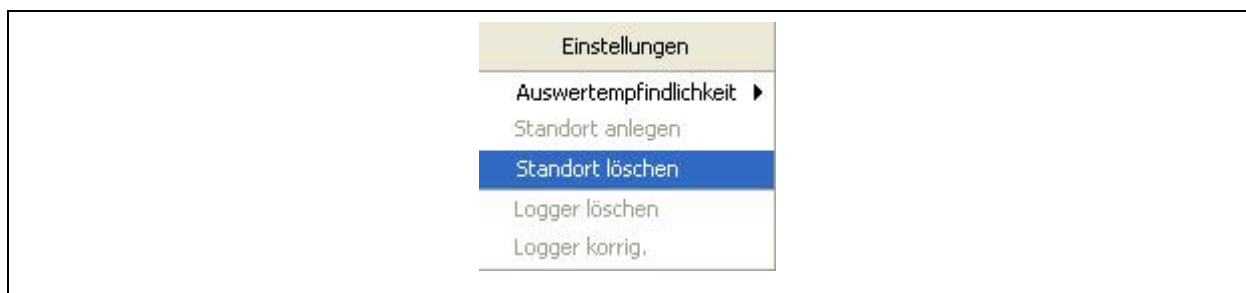 Einstellungen
Auswertempfindlichkeit
Standort anlegen
Standort löschen
Logger löschen
Logger korrig.